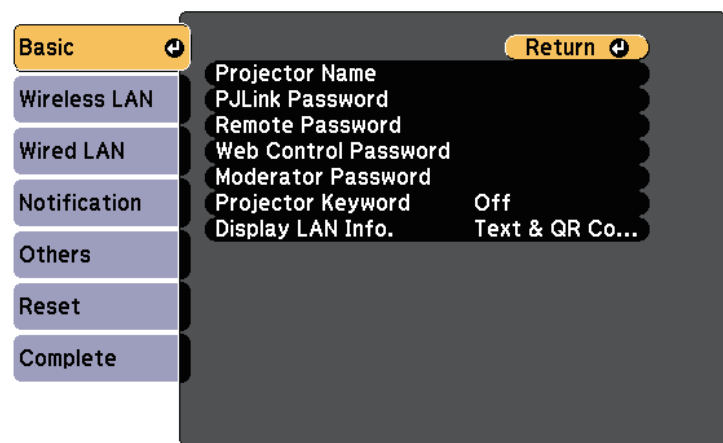 Basic
Wireless LAN
Wired LAN
Notification
Others
Reset
Complete
Return
Projector Name
PJLink Password
Remote Password
Web Control Password
Moderator Password
Projector Keyword Off
Display LAN Info. Text & QR Co...